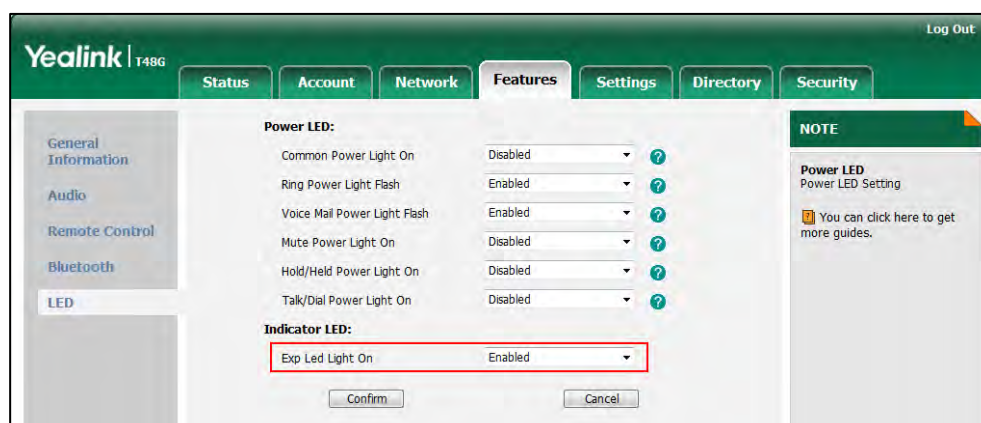 Log Out
Yealink | T48G
Status Account Network Features Settings Directory Security
General
Information
Audio
Remote Control
Bluetooth
LED
Power LED:
Common Power Light On Disabled ?
Ring Power Light Flash Enabled ?
Voice Mail Power Light Flash Enabled ?
Mute Power Light On Disabled ?
Hold/Held Power Light On Disabled ?
Talk/Dial Power Light On Disabled ?
Indicator LED:
Exp Led Light On Enabled
Confirm Cancel
NOTE
Power LED
Power LED Setting
? You can click here to get
more guides.